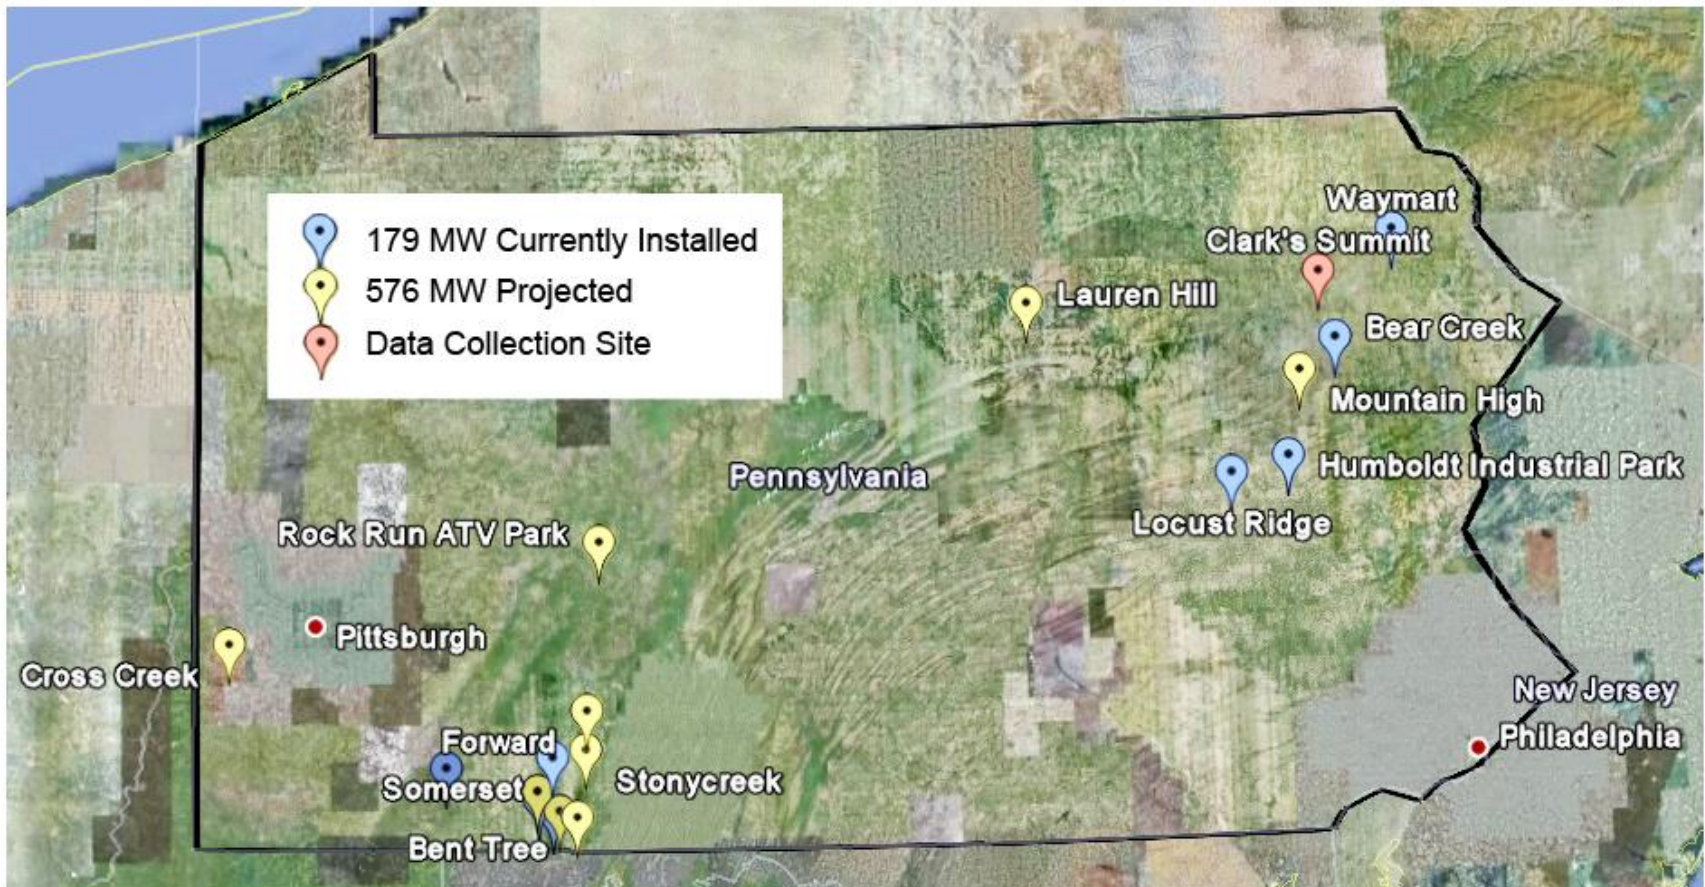 Waymart
179 MW Currently Installed
Clark's Summit
576 MW Projected
Lauren Hill
Bear Creek
Data Collection Site
Mountain High
Pennsylvania
Humboldt Industrial Park
Locust Ridge
Rock Run ATV Park
Pittsburgh
Cross Creek
New Jersey
Philadelphia
Forward
Stonycreek
Somerset
Bent Tree